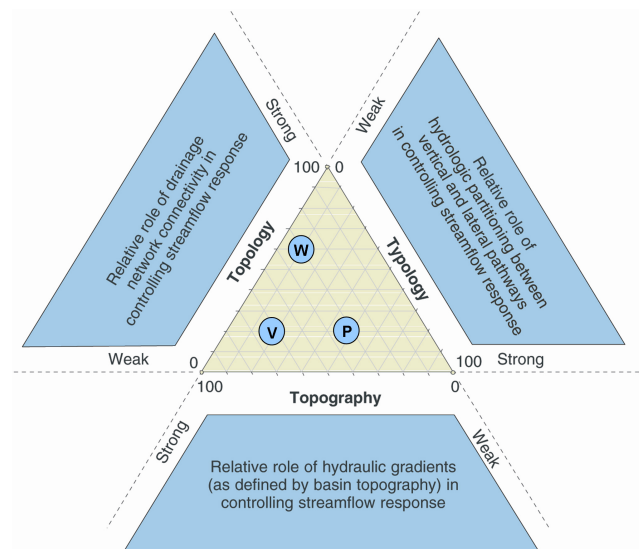 Strong
Weak
Relative role of drainage
network connectivity in
controlling streamflow response
Relative role of
hydrologic partitioning between
vertical and lateral pathways
in controlling streamflow response
100
0
Topology
Typology
W
V
P
Weak
0
100
Strong
100
0
Topography
Strong
Weak
Relative role of hydraulic gradients
(as defined by basin topography) in
controlling streamflow response